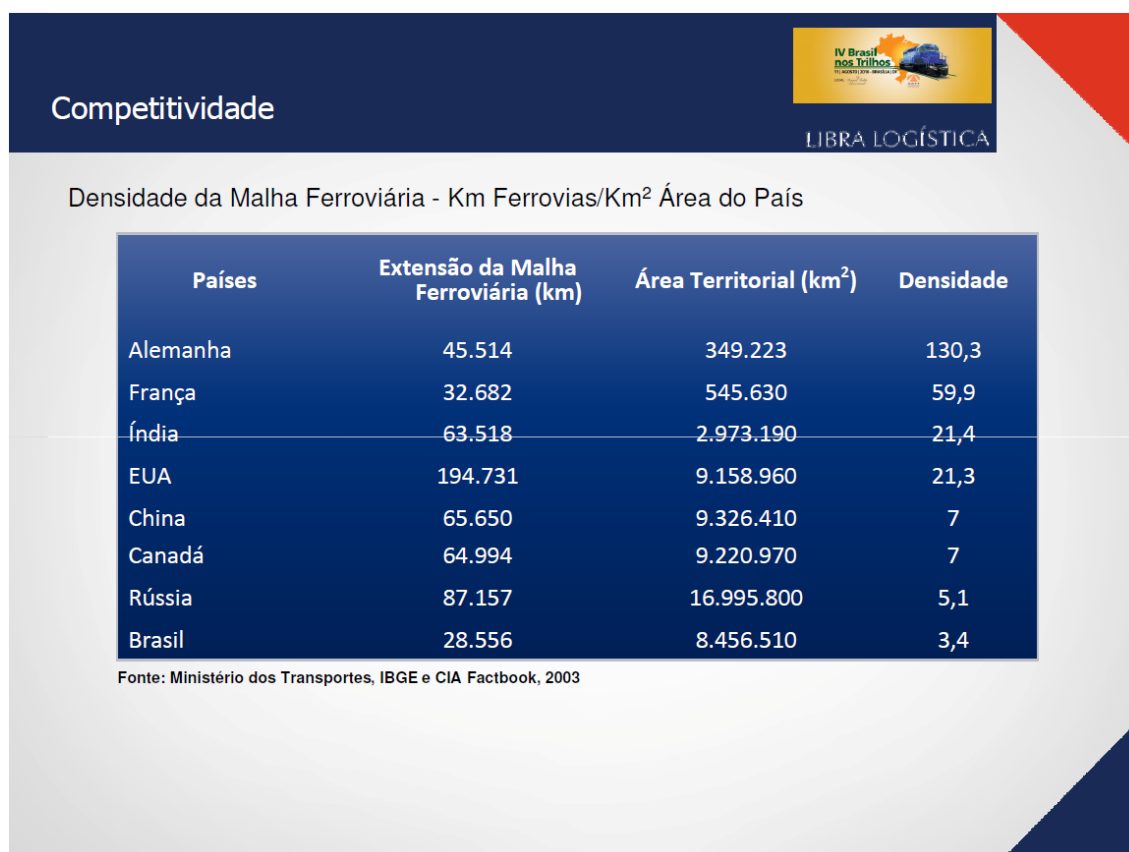 IV Brasil
nos Trilhos
Competitividade
LIBRA LOGÍSTICA
Densidade da Malha Ferroviária - Km Ferrovias/Km² Área do País
Países Extensão da Malha Ferroviária (km) Área Territorial (km²) Densidade
Alemanha 45.514 349.223 130,3
França 32.682 545.630 59,9
Índia 63.518 2.973.190 21,4
EUA 194.731 9.158.960 21,3
China 65.650 9.326.410 7
Canadá 64.994 9.220.970 7
Rússia 87.157 16.995.800 5,1
Brasil 28.556 8.456.510 3,4
Fonte: Ministério dos Transportes, IBGE e CIA Factbook, 2003